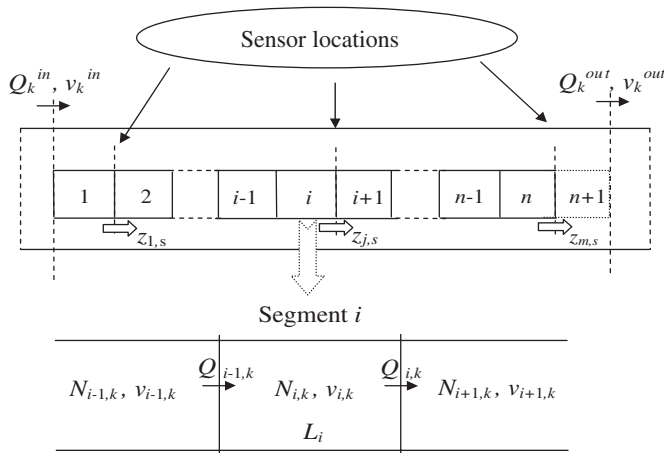 Sensor locations
Q_k^in, v_k^in
Q_k^out, v_k^out
1 2 i-1 i i+1 n-1 n n+1
z_1,s z_j,s z_m,s
Segment i
Q_i-1,k Q_i,k
N_i-1,k, v_i-1,k N_i,k, v_i,k N_i+1,k, v_i+1,k
L_i